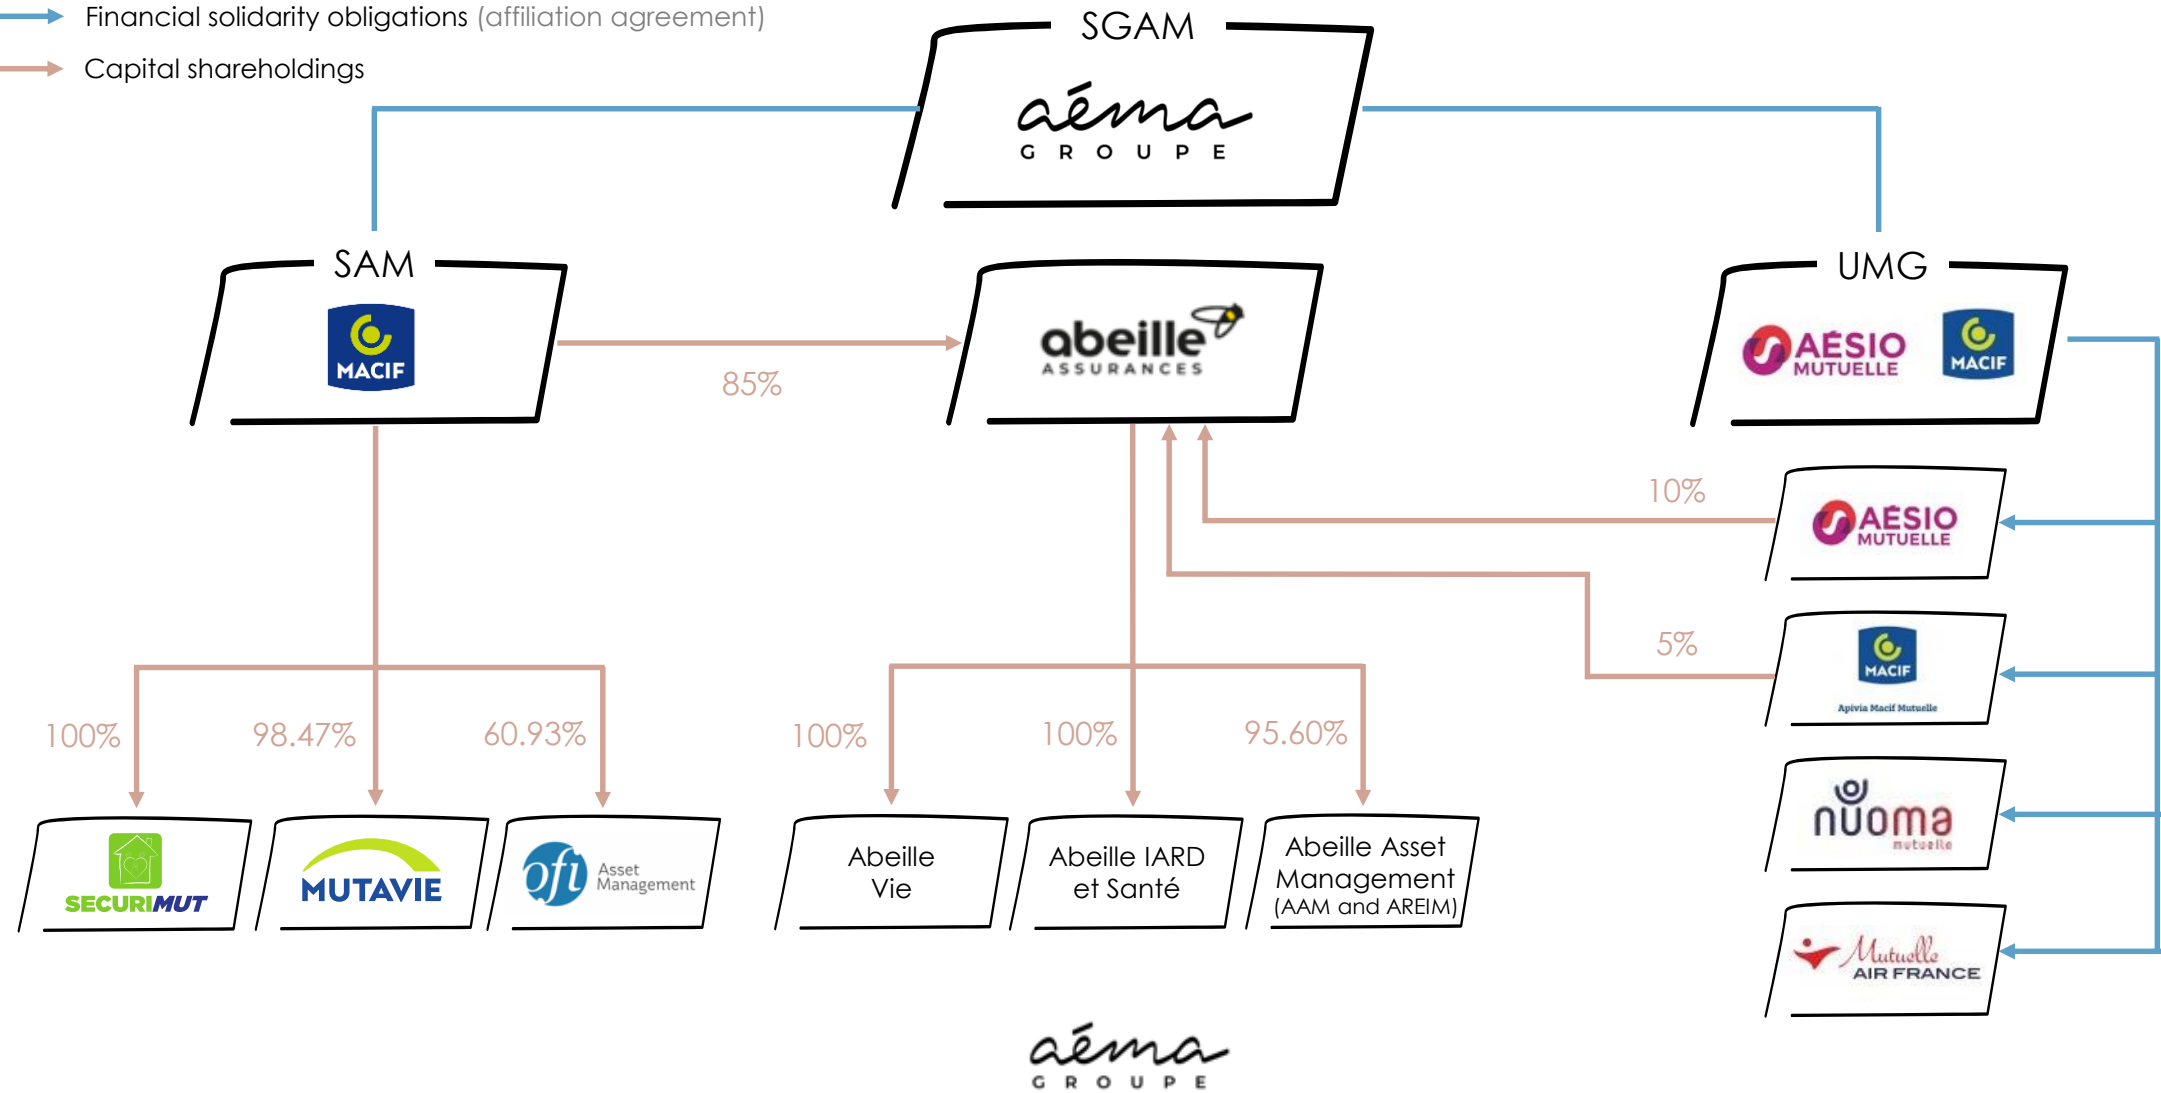 Financial solidarity obligations (affiliation agreement)
Capital shareholdings
SGAM
aéma
GROUPE
SAM
MACIF
85%
abeille
ASSURANCES
UMG
AÉSIO
MUTUELLE
MACIF
10%
AÉSIO
MUTUELLE
5%
MACIF
Apivia Macif Mutuelle
nuoma
mutuelle
Mutuelle
AIR FRANCE
100%
98.47%
60.93%
100%
100%
95.60%
SECURIMUT
MUTAVIE
ofi Asset
Management
Abeille
Vie
Abeille IARD
et Santé
Abeille Asset
Management
(AAM and AREIM)
aéma
GROUPE